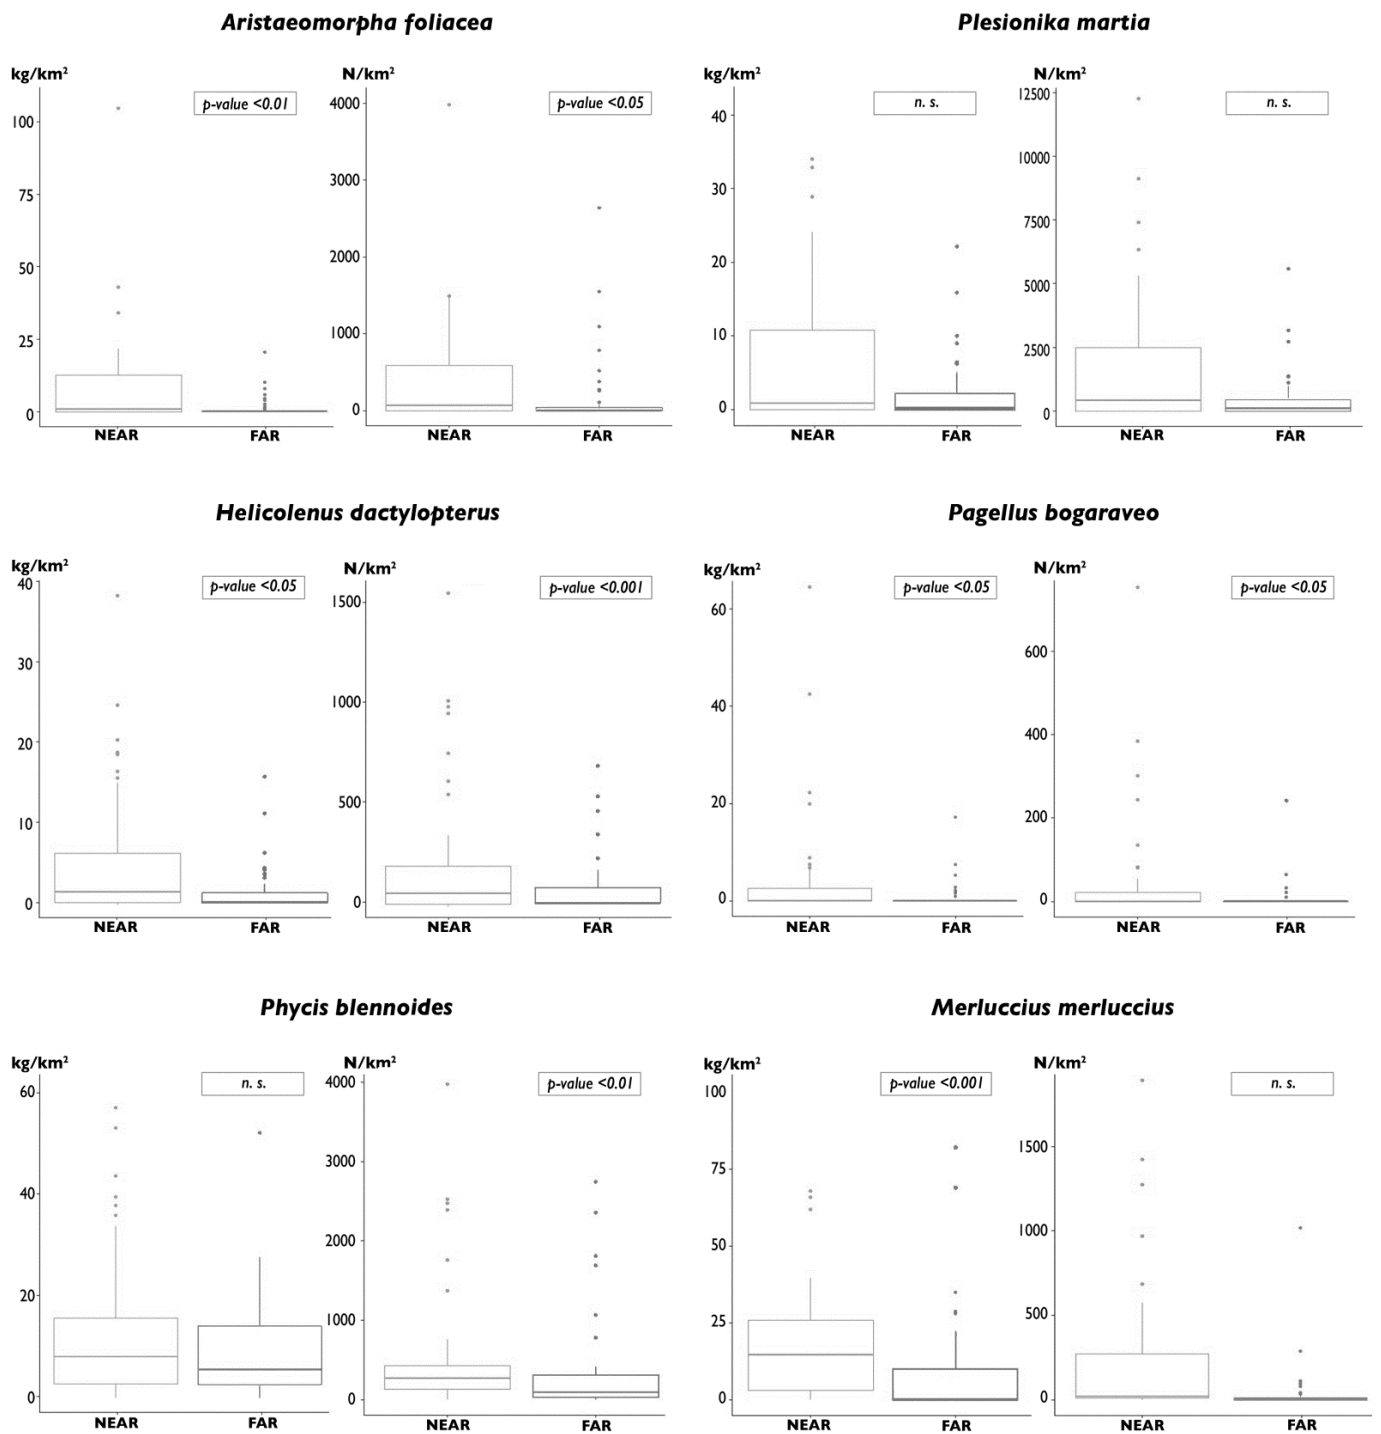 Aristaeomorpha foliacea
Plesionika martia
kg/km²
N/km²
kg/km²
N/km²
p-value <0.01
p-value <0.05
n. s.
n. s.
100
75
50
25
0
4000
3000
2000
1000
0
40
30
20
10
0
12500
10000
7500
5000
2500
0
NEAR
FAR
NEAR
FAR
NEAR
FAR
NEAR
FAR
Helicolenus dactylopterus
Pagellus bogaraveo
kg/km²
N/km²
kg/km²
N/km²
p-value <0.05
p-value <0.001
p-value <0.05
p-value <0.05
40
30
20
10
0
1500
1000
500
0
60
40
20
0
600
400
200
0
NEAR
FAR
NEAR
FAR
NEAR
FAR
NEAR
FAR
Phycis blennoides
Merluccius merluccius
kg/km²
N/km²
kg/km²
N/km²
n. s.
p-value <0.01
p-value <0.001
n. s.
60
40
20
0
4000
3000
2000
1000
0
100
75
50
25
0
1500
1000
500
0
NEAR
FAR
NEAR
FAR
NEAR
FAR
NEAR
FAR